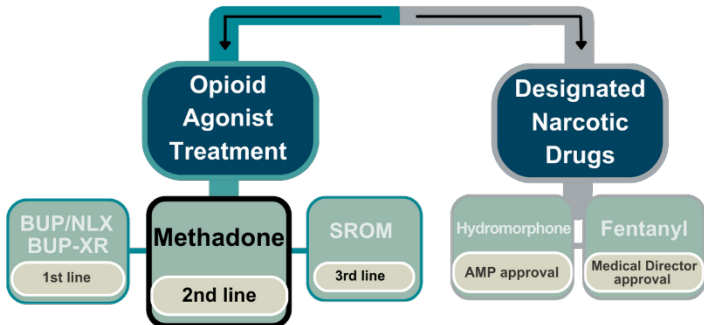 Opioid
Agonist
Treatment
Designated
Narcotic
Drugs
BUP/NLX
BUP-XR
1st line
Methadone
2nd line
SROM
3rd line
Hydromorphone
AMP approval
Fentanyl
Medical Director
approval